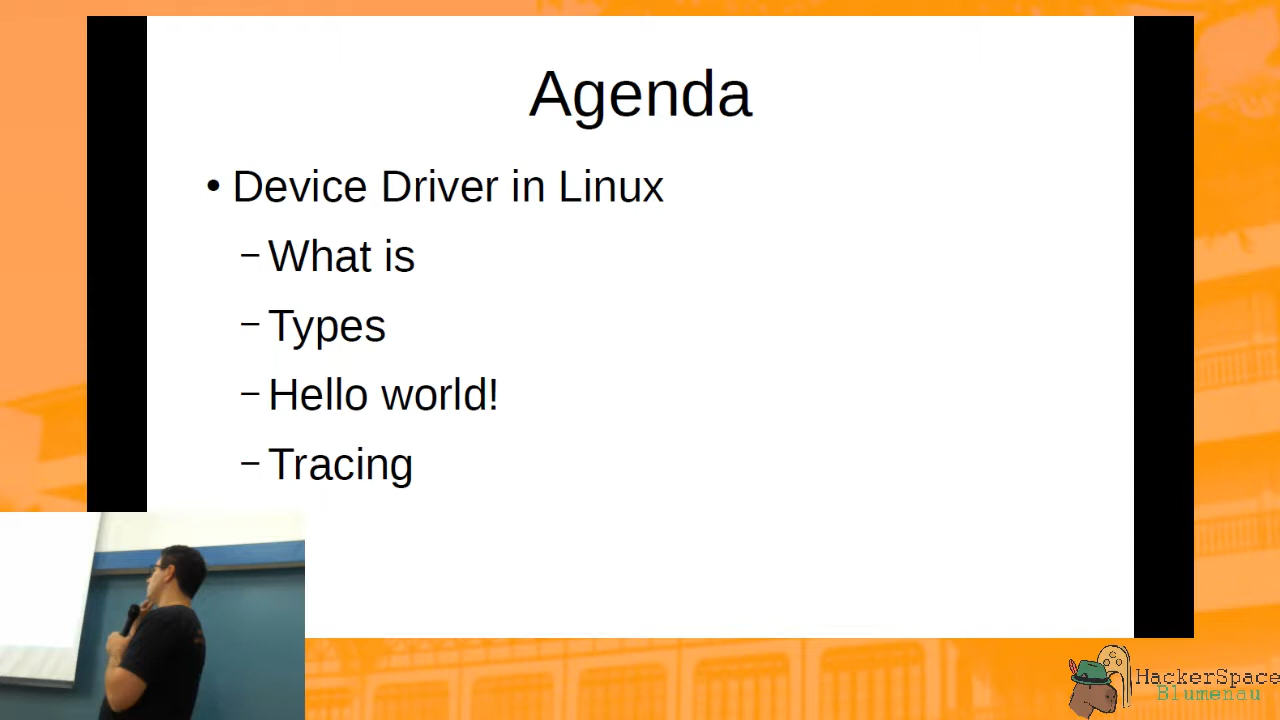 Agenda
• Device Driver in Linux
– What is
– Types
– Hello world!
– Tracing
HackerSpace
Blumenau